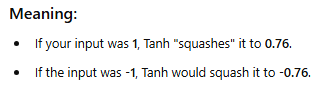 Meaning:
• If your input was 1, Tanh "squashes" it to 0.76.
• If the input was -1, Tanh would squash it to -0.76.